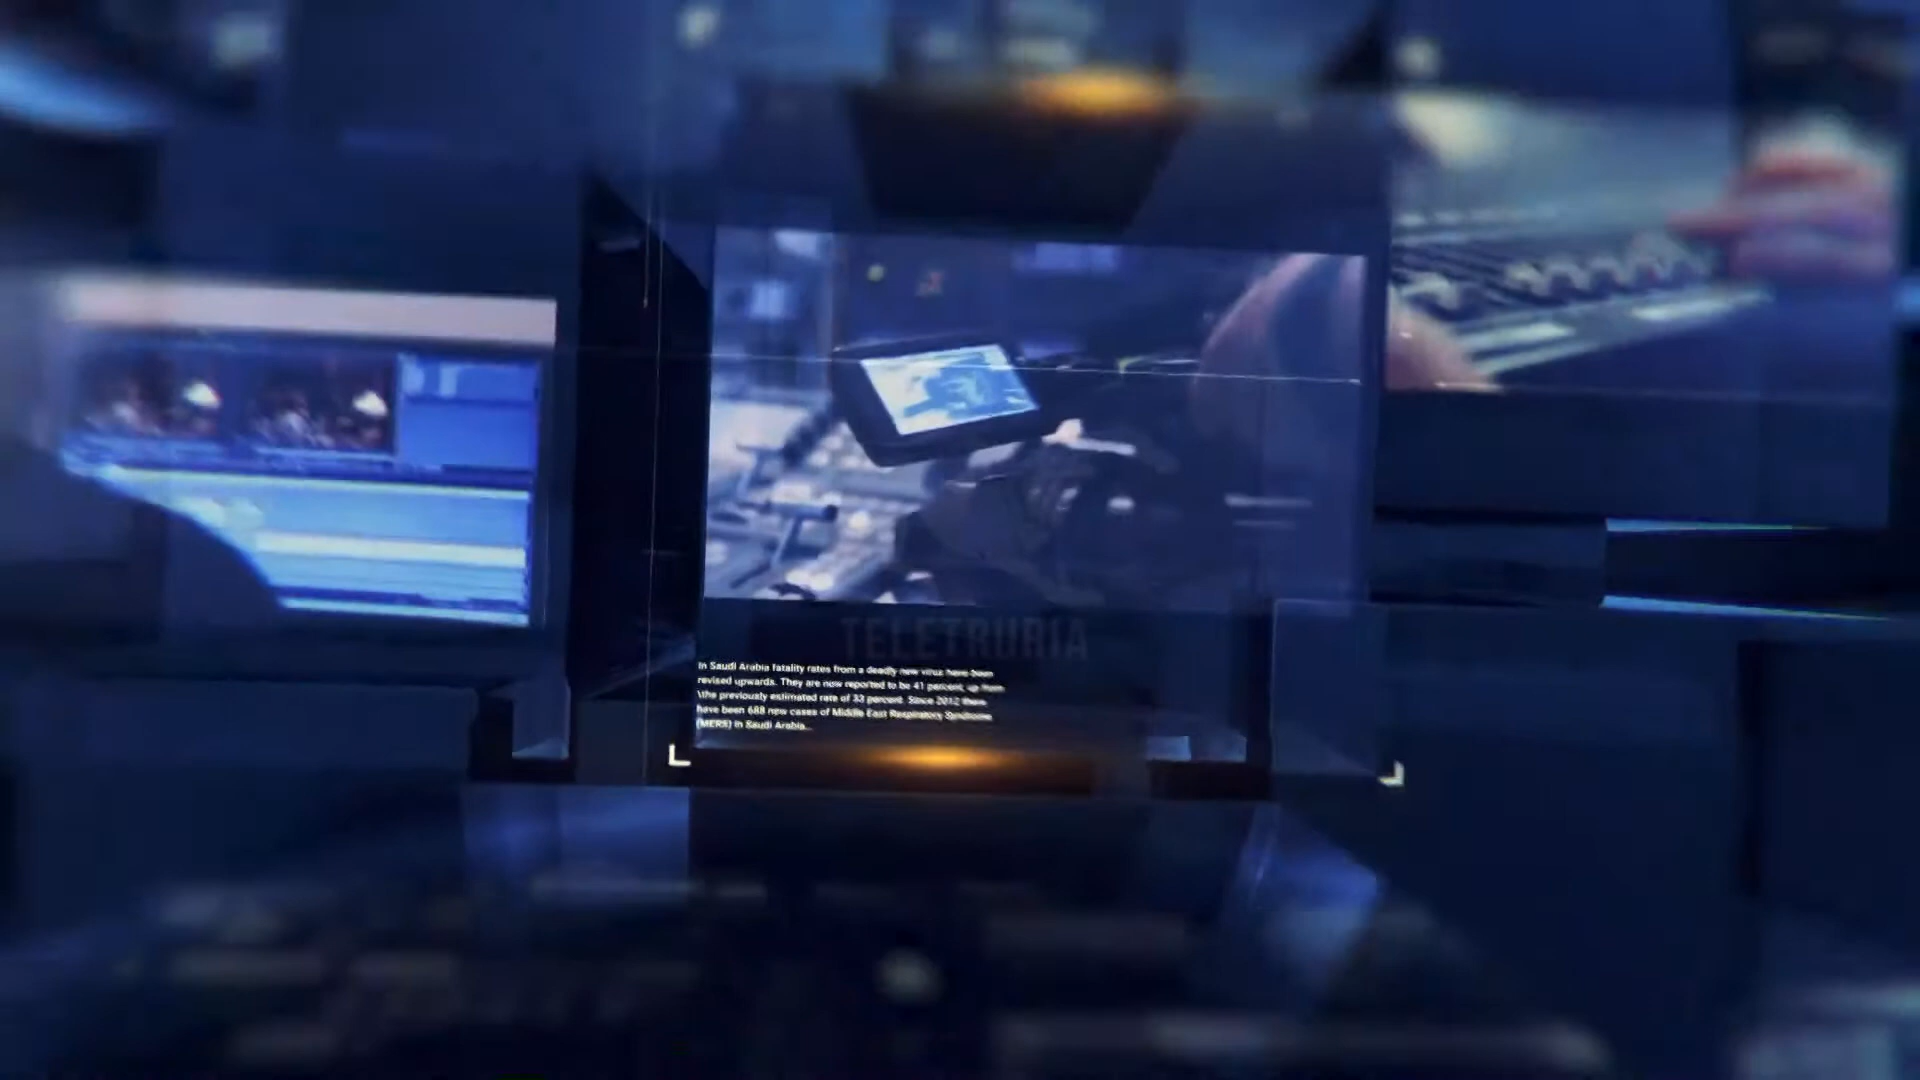 TELETRURIA
In Saudi Arabia fatality rates from a deadly new virus have been
revised upwards. They are now reported to be 41 percent, up from
\the previously estimated rate of 33 percent. Since 2012 there
have been 688 new cases of Middle East Respiratory Syndrome
(MERS) in Saudi Arabia...